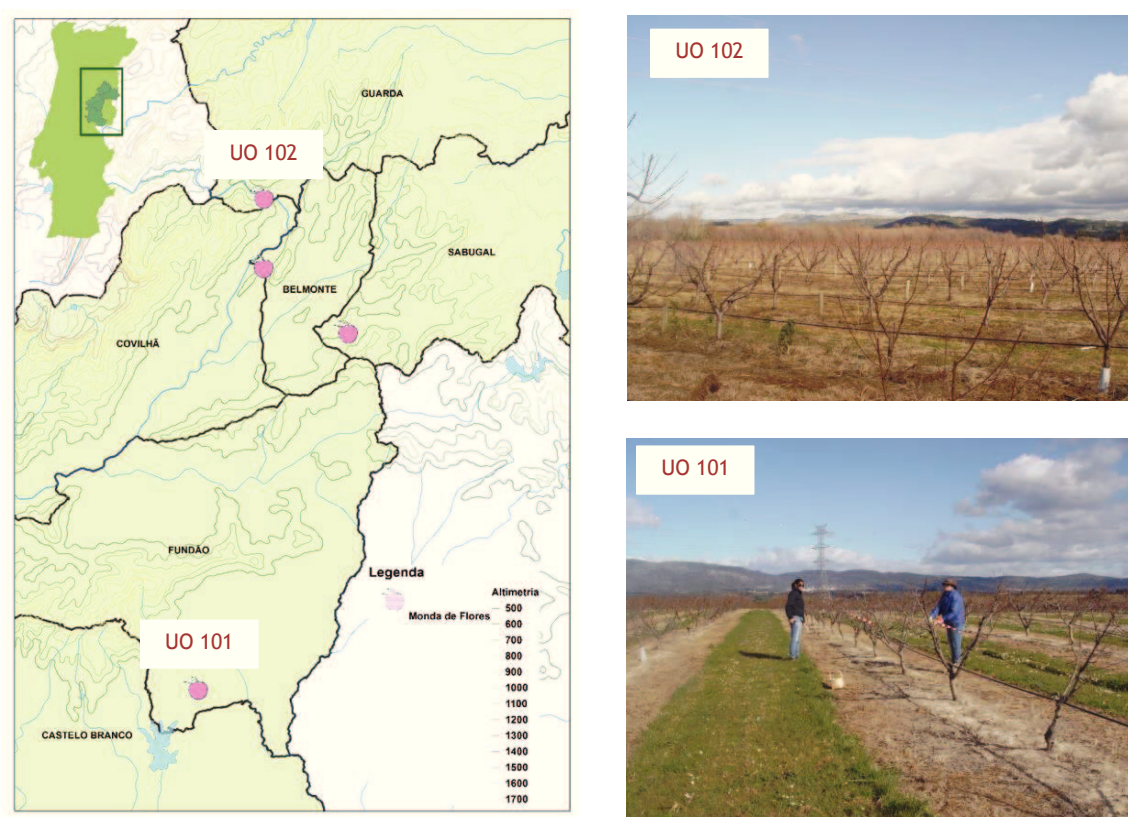 GUARDA
UO 102
SABUGAL
BELMONTE
COVILHÃ
FUNDÃO
Legenda
Monda de Flores
Altimetria
500
600
700
800
900
1000
1100
1200
1300
1400
1500
1600
1700
UO 101
CASTELO BRANCO
UO 102
UO 101